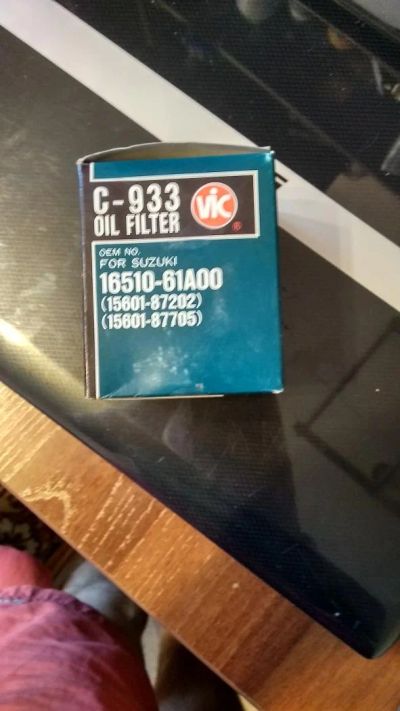 C-933
OIL FILTER
VIC
®
OEM NO.
FOR SUZUKI
16510-61A00
(15601-87202)
(15601-87705)